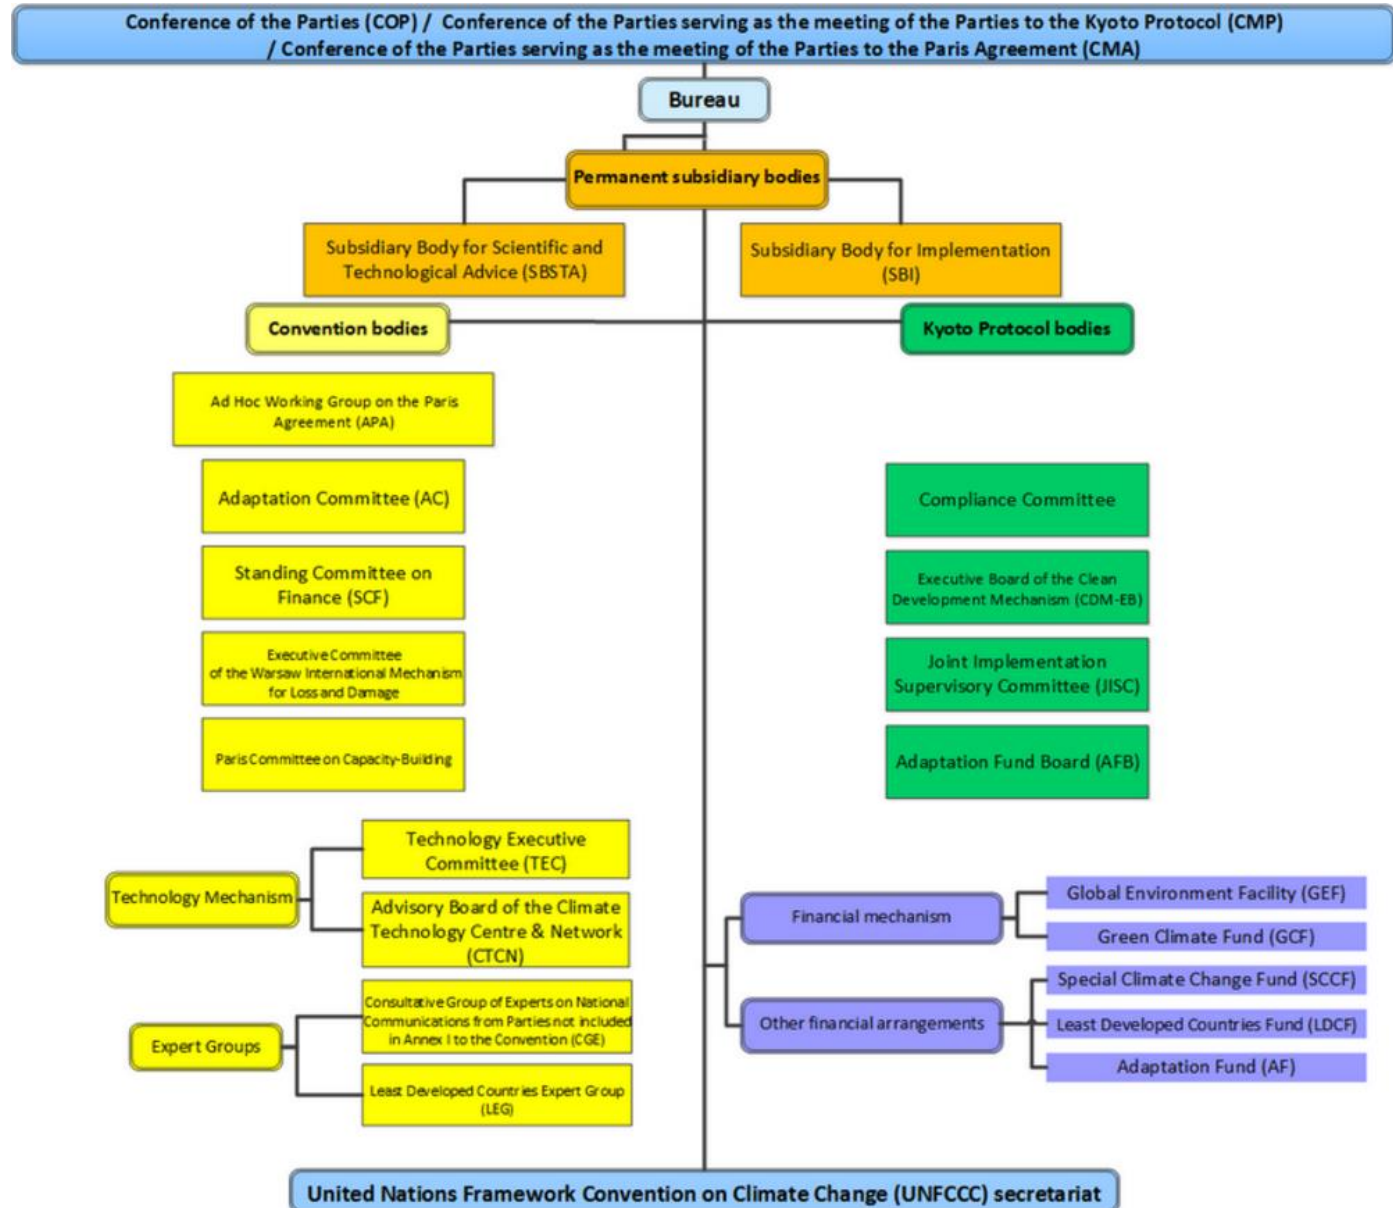 Conference of the Parties (COP) / Conference of the Parties serving as the meeting of the Parties to the Kyoto Protocol (CMP)
/ Conference of the Parties serving as the meeting of the Parties to the Paris Agreement (CMA)
Bureau
Permanent subsidiary bodies
Subsidiary Body for Scientific and
Technological Advice (SBSTA)
Subsidiary Body for Implementation
(SBI)
Convention bodies
Kyoto Protocol bodies
Ad Hoc Working Group on the Paris
Agreement (APA)
Adaptation Committee (AC)
Standing Committee on
Finance (SCF)
Executive Committee
of the Warsaw International Mechanism
for Loss and Damage
Paris Committee on Capacity-Building
Compliance Committee
Executive Board of the Clean
Development Mechanism (CDM-EB)
Joint Implementation
Supervisory Committee (JISC)
Adaptation Fund Board (AFB)
Technology Mechanism
Technology Executive
Committee (TEC)
Advisory Board of the Climate
Technology Centre & Network
(CTCN)
Expert Groups
Consultative Group of Experts on National
Communications from Parties not included
in Annex I to the Convention (CGE)
Least Developed Countries Expert Group
(LEG)
Financial mechanism
Global Environment Facility (GEF)
Green Climate Fund (GCF)
Other financial arrangements
Special Climate Change Fund (SCCF)
Least Developed Countries Fund (LDCF)
Adaptation Fund (AF)
United Nations Framework Convention on Climate Change (UNFCCC) secretariat